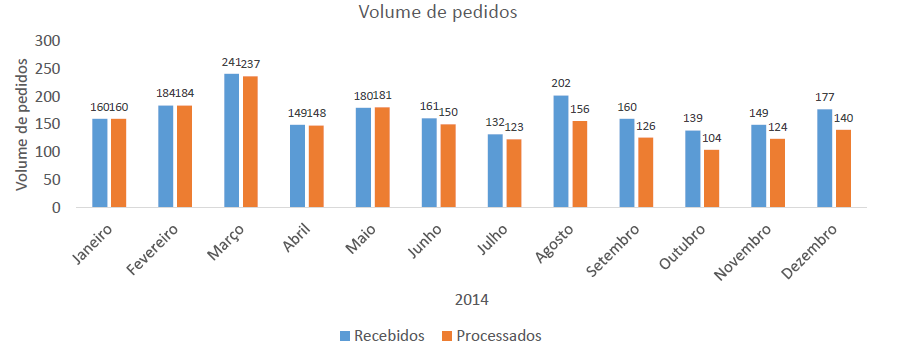 Volume de pedidos
Volume de pedidos
300
250
200
150
100
50
0
160 160 184 184 241 237 149 148 180 181 161 150 132 123 202 156 160 126 139 104 149 124 177 140
Janeiro Fevereiro Março Abril Maio Junho Julho Agosto Setembro Outubro Novembro Dezembro
2014
Recebidos Processados